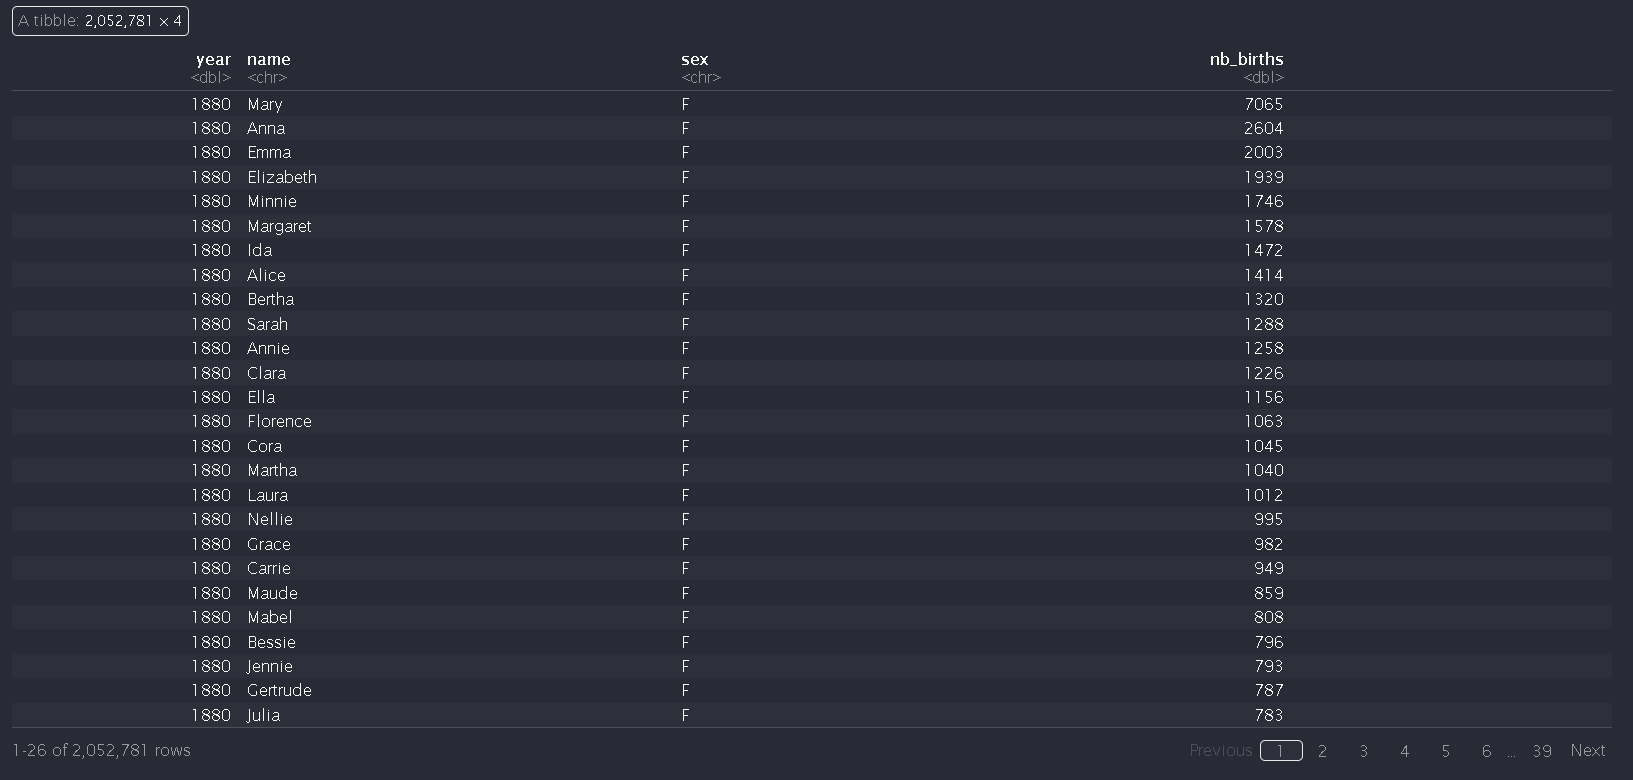 A tibble: 2,052,781 × 4
year name sex nb_births
<dbl> <chr> <chr> <dbl>
1880 Mary F 7065
1880 Anna F 2604
1880 Emma F 2003
1880 Elizabeth F 1939
1880 Minnie F 1746
1880 Margaret F 1578
1880 Ida F 1472
1880 Alice F 1414
1880 Bertha F 1320
1880 Sarah F 1288
1880 Annie F 1258
1880 Clara F 1226
1880 Ella F 1156
1880 Florence F 1063
1880 Cora F 1045
1880 Martha F 1040
1880 Laura F 1012
1880 Nellie F 995
1880 Grace F 982
1880 Carrie F 949
1880 Maude F 859
1880 Mabel F 808
1880 Bessie F 796
1880 Jennie F 793
1880 Gertrude F 787
1880 Julia F 783
1-26 of 2,052,781 rows Previous 1 2 3 4 5 6 ... 39 Next